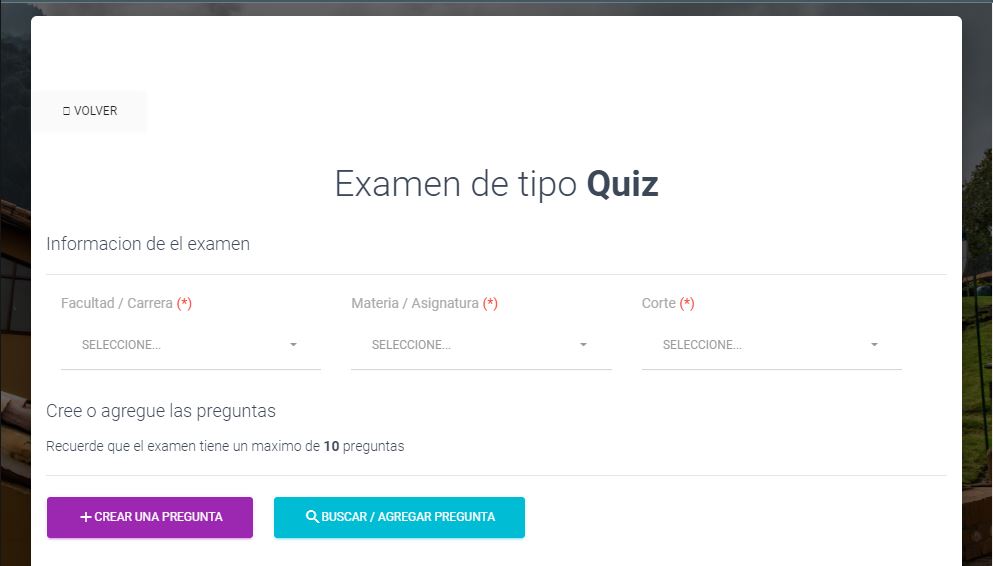 VOLVER
Examen de tipo Quiz
Informacion de el examen
Facultad / Carrera (*)
Materia / Asignatura (*)
Corte (*)
SELECCIONE...
SELECCIONE...
SELECCIONE...
Cree o agregue las preguntas
Recuerde que el examen tiene un maximo de 10 preguntas
CREAR UNA PREGUNTA
BUSCAR / AGREGAR PREGUNTA